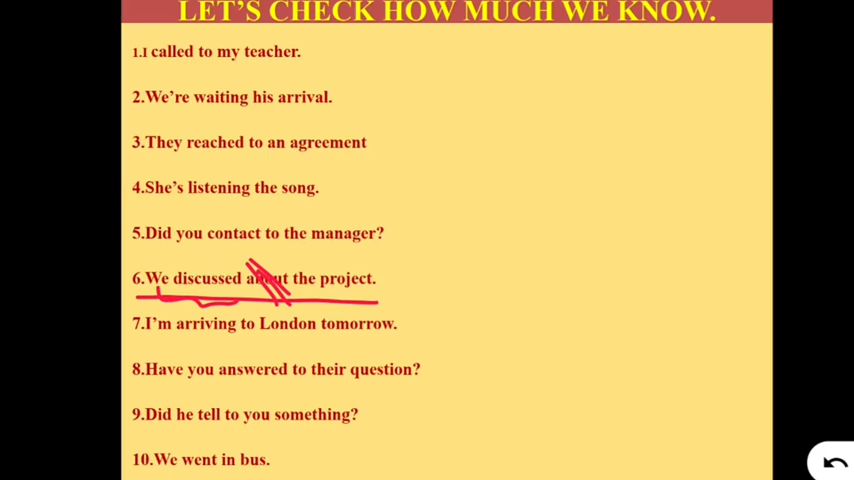 LET'S CHECK HOW MUCH WE KNOW.
1.I called to my teacher.
2.We're waiting his arrival.
3.They reached to an agreement
4.She's listening the song.
5.Did you contact to the manager?
6.We discussed about the project.
7.I'm arriving to London tomorrow.
8.Have you answered to their question?
9.Did he tell to you something?
10.We went in bus.